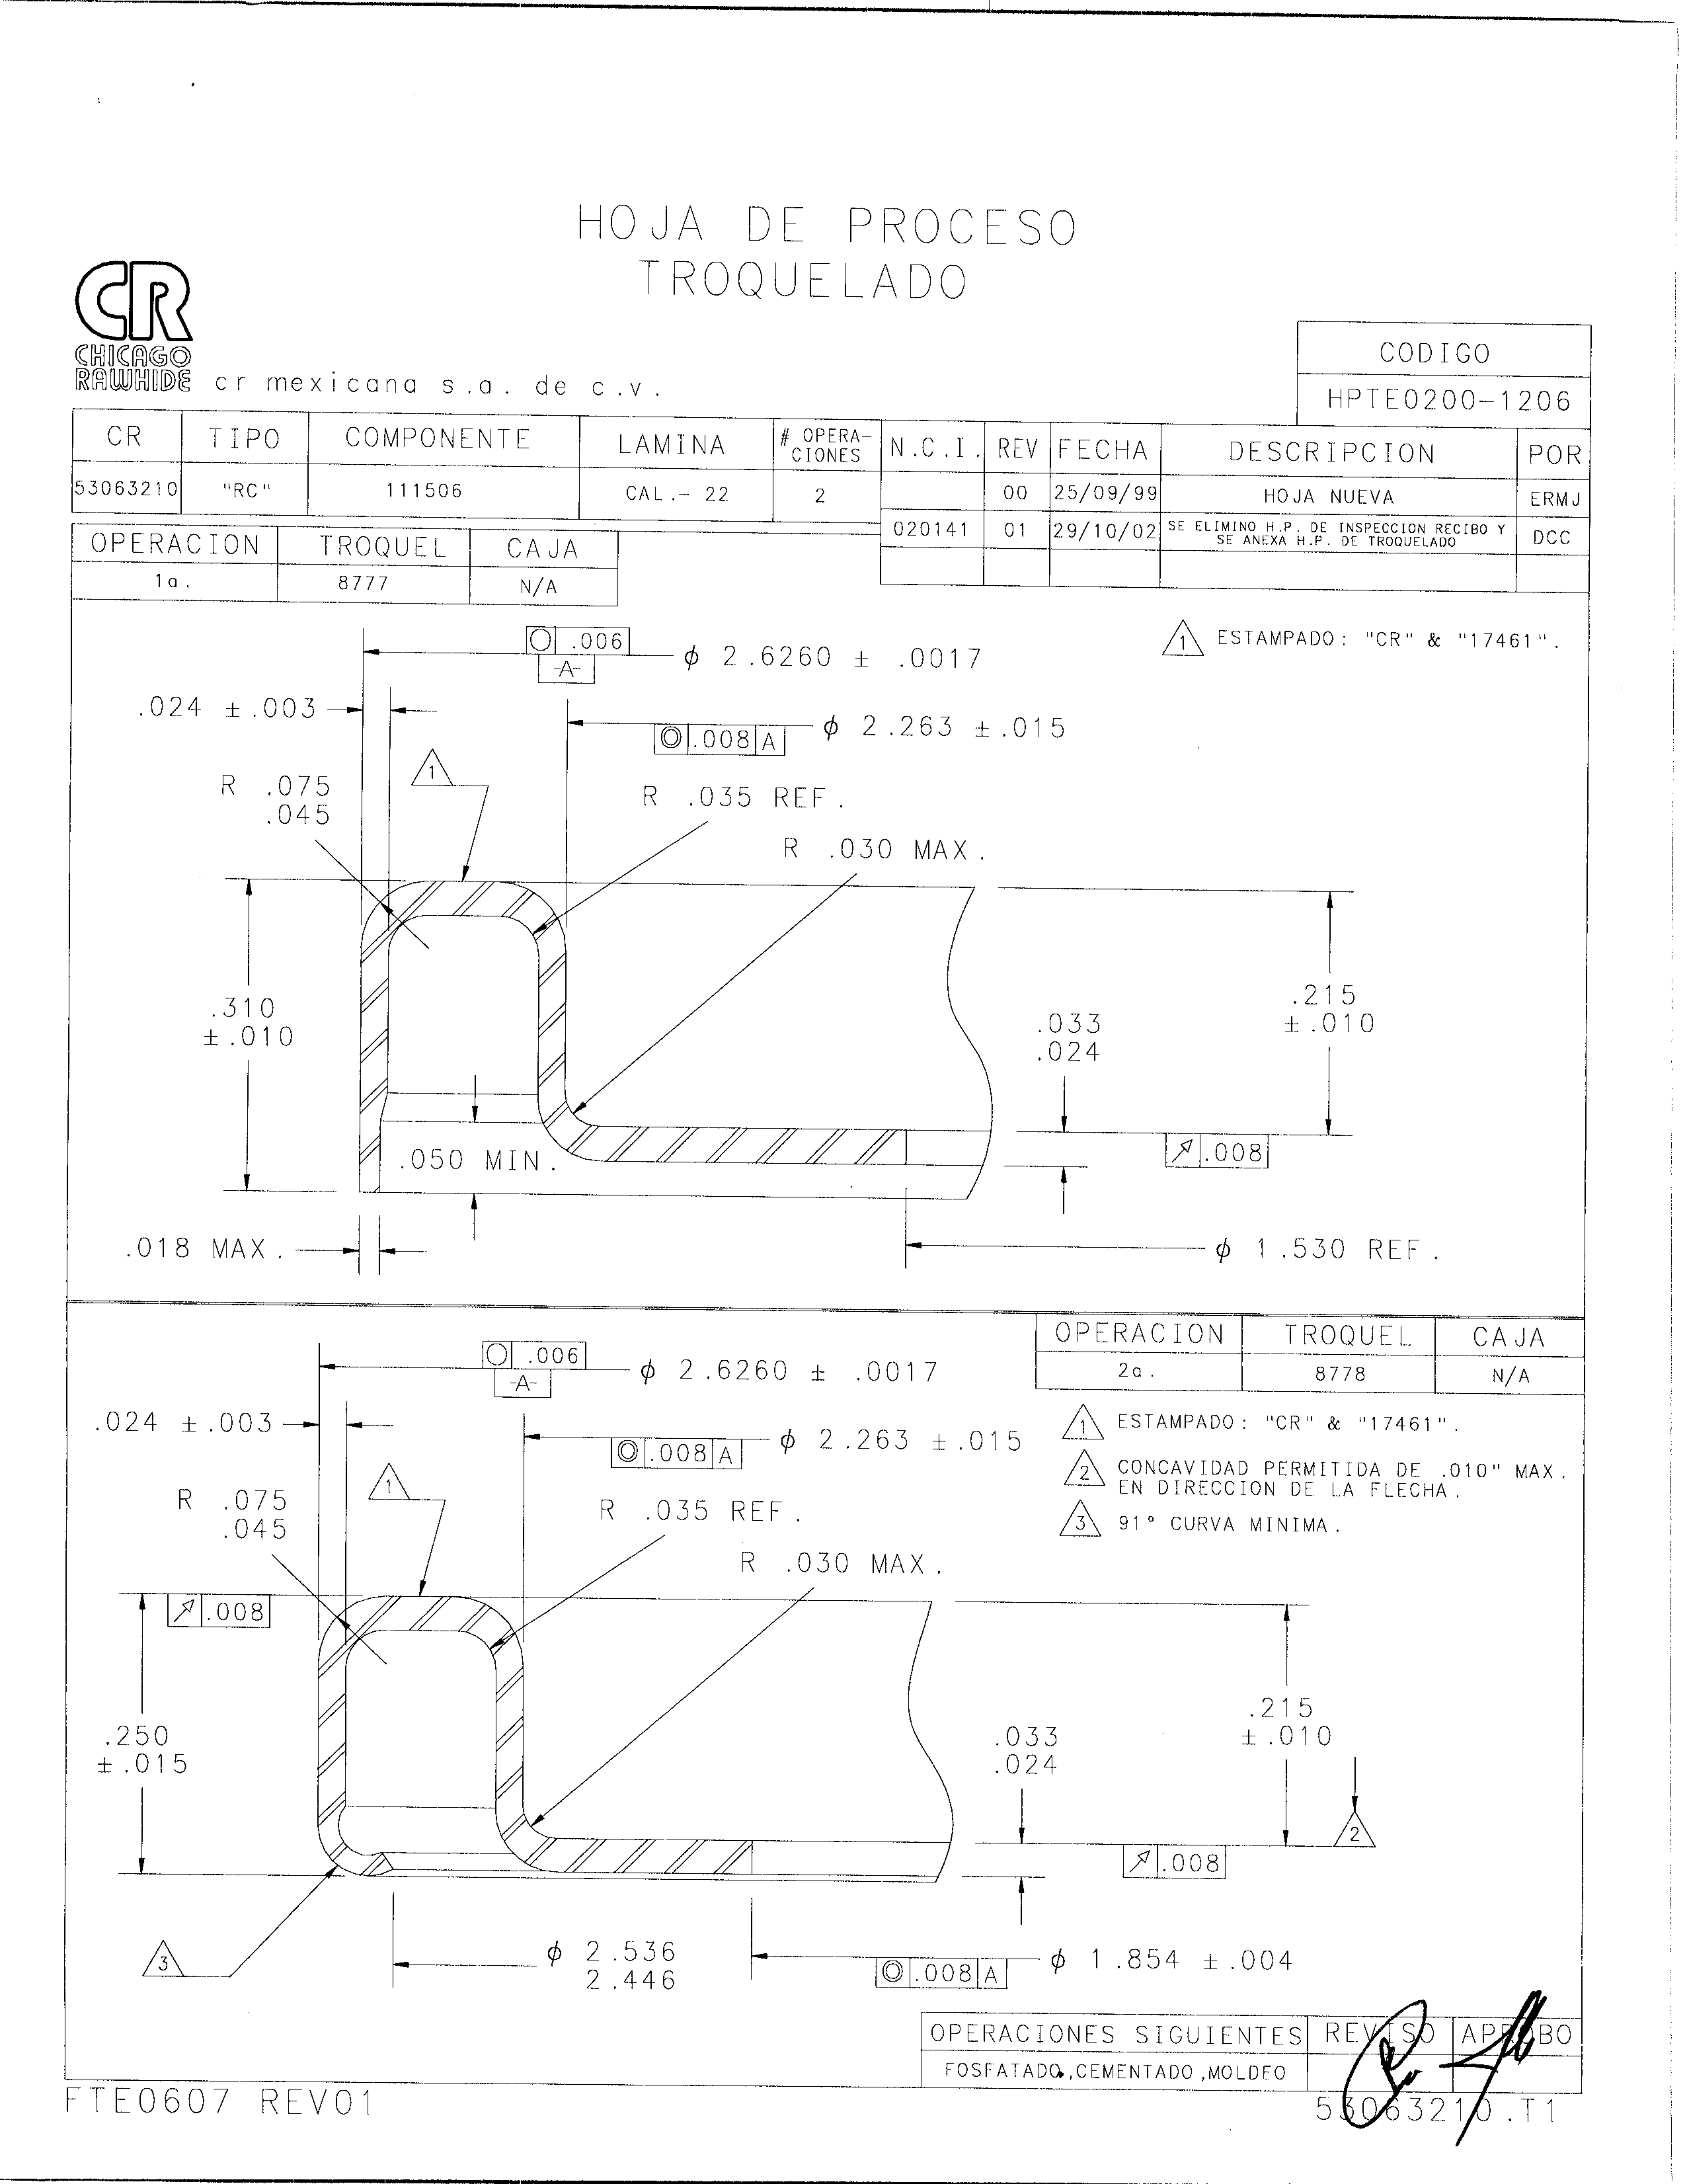 HOJA DE PROCESO
TROQUELADO
CR
CHICAGO
RAWHIDE
cr mexicana s.a. de c.v.
CODIGO
HPTE0200-1206
CR TIPO COMPONENTE LAMINA # OPERA-CIONES N.C.I. REV FECHA DESCRIPCION POR
53063210 "RC" 111506 CAL.- 22 2 00 25/09/99 HOJA NUEVA ERMJ
020141 01 29/10/02 SE ELIMINO H.P. DE INSPECCION RECIBO Y
SE ANEXA H.P. DE TROQUELADO DCC
OPERACION TROQUEL CAJA
1a. 8777 N/A
○ .006
-A-
ϕ 2.6260 ± .0017
1 ESTAMPADO: "CR" & "17461".
.024 ±.003
◎ .008 A
ϕ 2.263 ±.015
1
R .075
.045
R .035 REF.
R .030 MAX.
.310
±.010
.033
.024
.215
±.010
.050 MIN.
↗ .008
.018 MAX.
ϕ 1.530 REF.
OPERACION TROQUEL CAJA
2a. 8778 N/A
○ .006
-A-
ϕ 2.6260 ± .0017
.024 ±.003
◎ .008 A
ϕ 2.263 ±.015
1 ESTAMPADO: "CR" & "17461".
2 CONCAVIDAD PERMITIDA DE .010" MAX.
EN DIRECCION DE LA FLECHA.
3 91° CURVA MINIMA.
1
R .075
.045
R .035 REF.
R .030 MAX.
↗ .008
.250
±.015
.033
.024
.215
±.010
2
↗ .008
3
ϕ 2.536
2.446
◎ .008 A
ϕ 1.854 ±.004
OPERACIONES SIGUIENTES REVISO APROBO
FOSFATADO,CEMENTADO,MOLDEO
FTE0607 REV01
53063210.T1